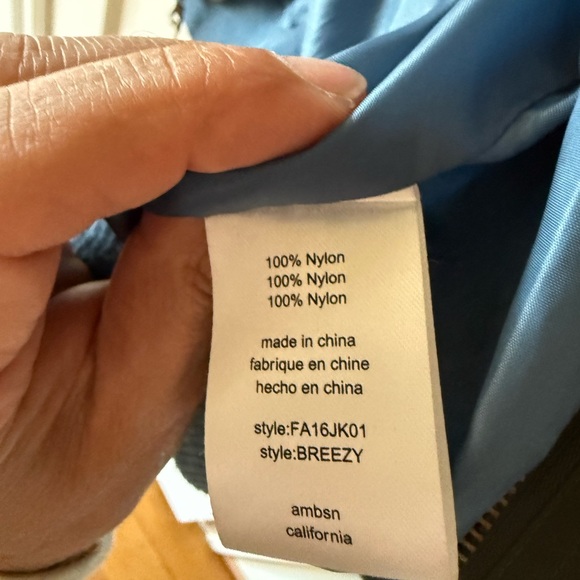 100% Nylon
100% Nylon
100% Nylon
made in china
fabrique en chine
hecho en china
style:FA16JK01
style:BREEZY
ambsn
california